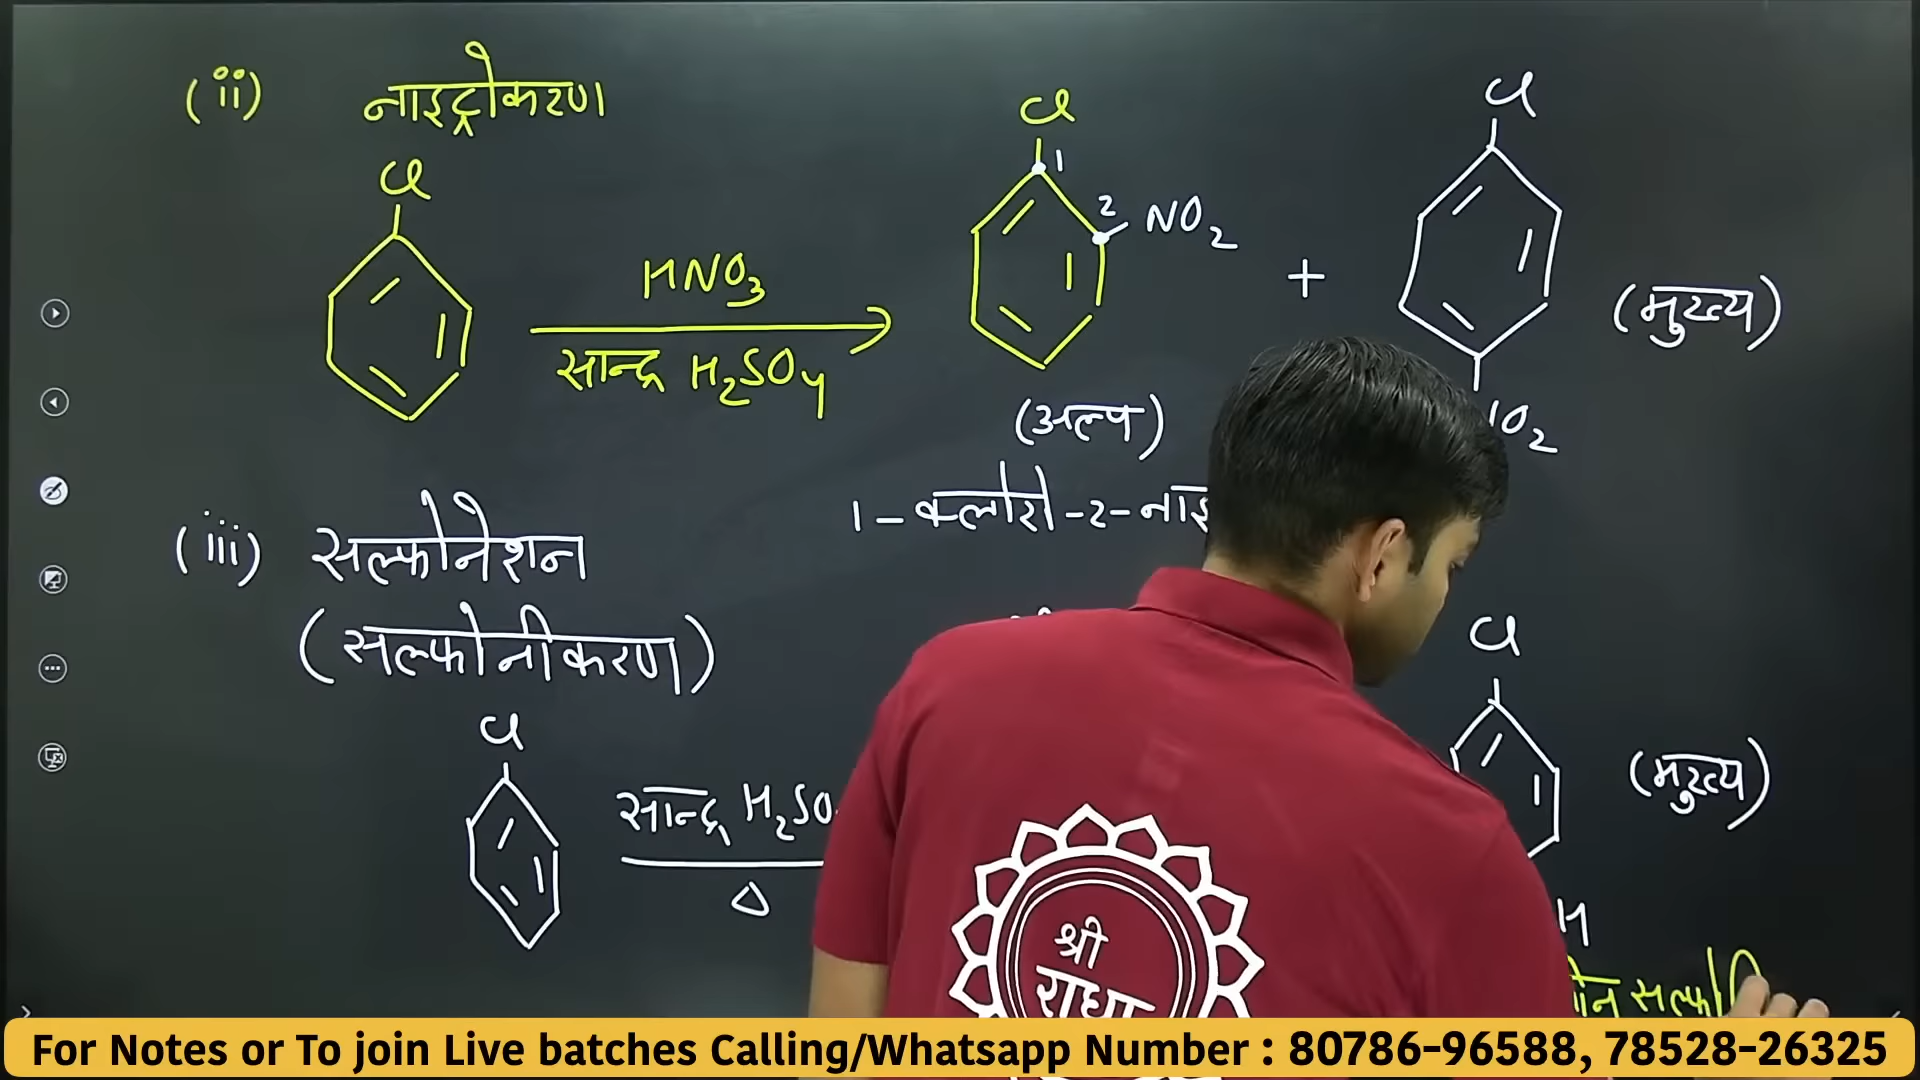 (ii) नाइट्रीकरण
Cl
HNO3
सान्द्र H2SO4
Cl
1
2 NO2
(अल्प)
1-क्लोरो-2-
+
Cl
(मुख्य)
O2
(iii) सल्फोनेशन
(सल्फोनीकरण)
Cl
सान्द्र H2SO
Δ
Cl
(मुख्य)
H
श्री
राधा
For Notes or To join Live batches Calling/Whatsapp Number : 80786-96588, 78528-26325